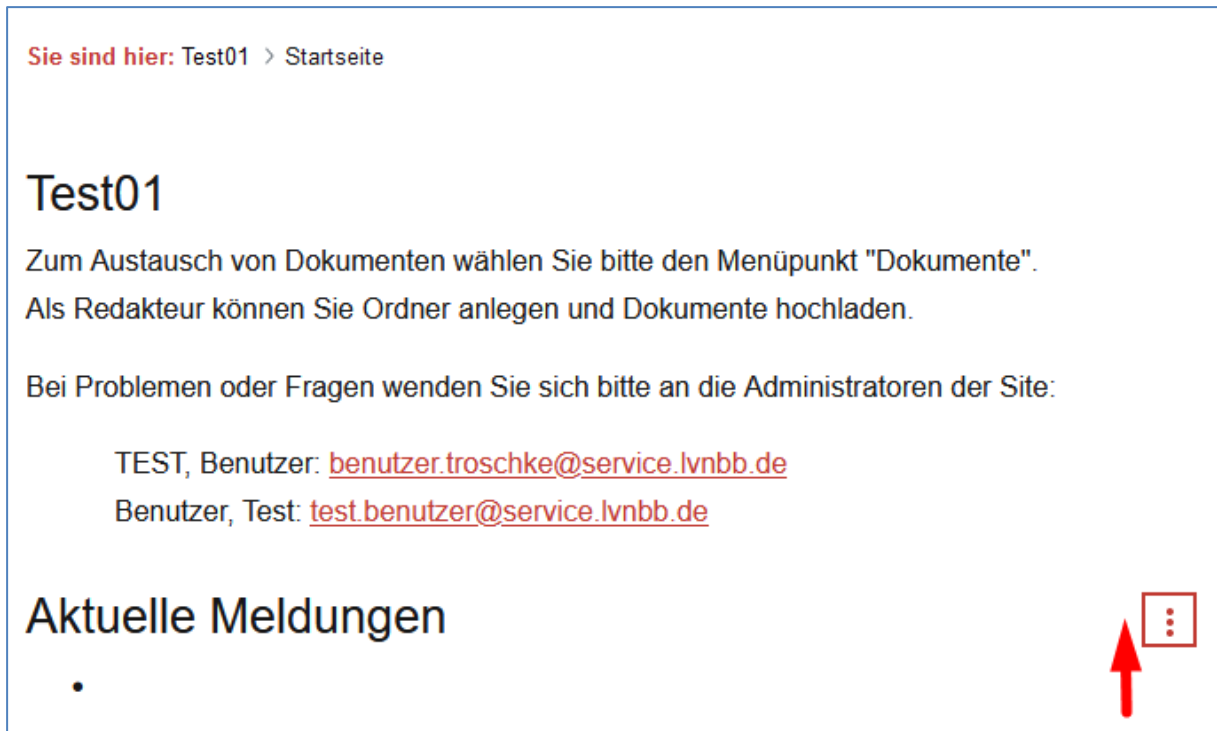 Sie sind hier: Test01 > Startseite
Test01
Zum Austausch von Dokumenten wählen Sie bitte den Menüpunkt "Dokumente".
Als Redakteur können Sie Ordner anlegen und Dokumente hochladen.
Bei Problemen oder Fragen wenden Sie sich bitte an die Administratoren der Site:
TEST, Benutzer: benutzer.troschke@service.lvnbb.de
Benutzer, Test: test.benutzer@service.lvnbb.de
Aktuelle Meldungen